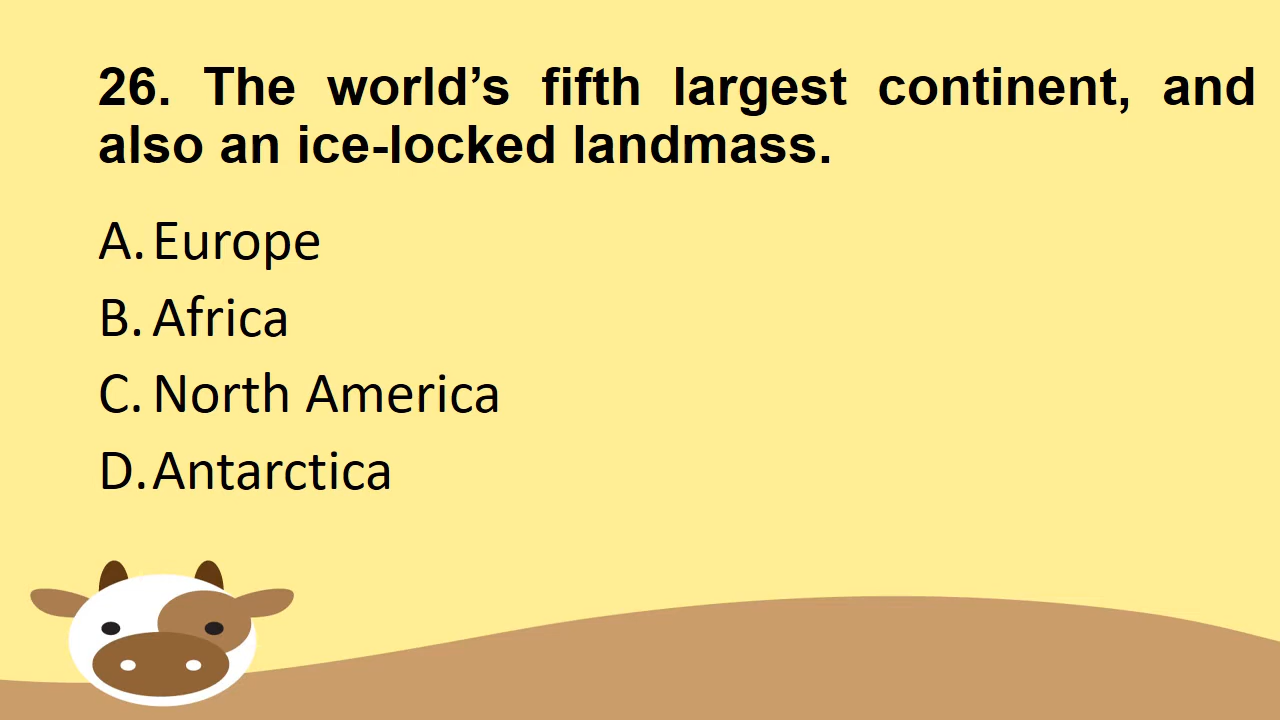 26. The world’s fifth largest continent, and
also an ice-locked landmass.
A. Europe
B. Africa
C. North America
D. Antarctica